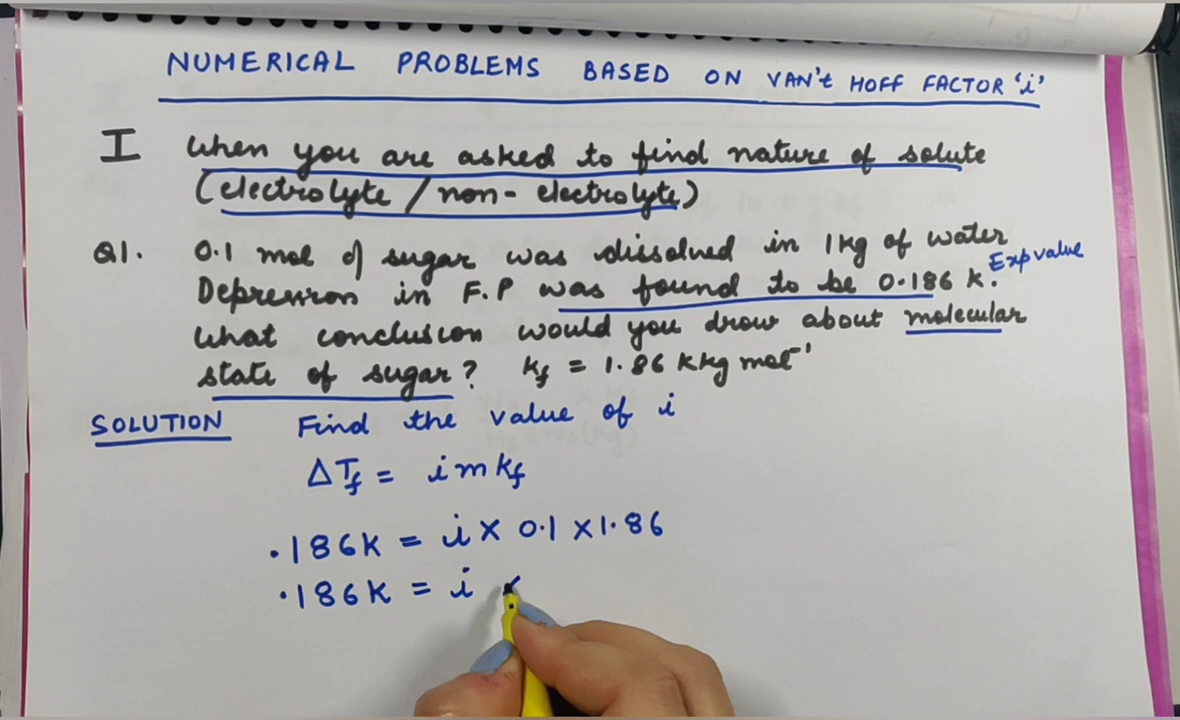 NUMERICAL PROBLEMS BASED ON VAN't HOFF FACTOR 'i'
I when you are asked to find nature of solute
(electrolyte / non-electrolyte)
Q1. 0.1 mol of sugar was dissolved in 1kg of water
Depression in F.P was found to be 0.186 K. Exp value
What conclusion would you draw about molecular
state of sugar? Kf = 1.86 K kg mol⁻¹
SOLUTION Find the value of i
ΔTf = i m kf
.186K = i × 0.1 × 1.86
.186K = i